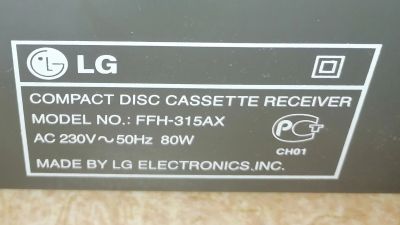 LG
COMPACT DISC CASSETTE RECEIVER
MODEL NO.: FFH-315AX
AC 230V~50Hz 80W
PCT
CH01
MADE BY LG ELECTRONICS,INC.